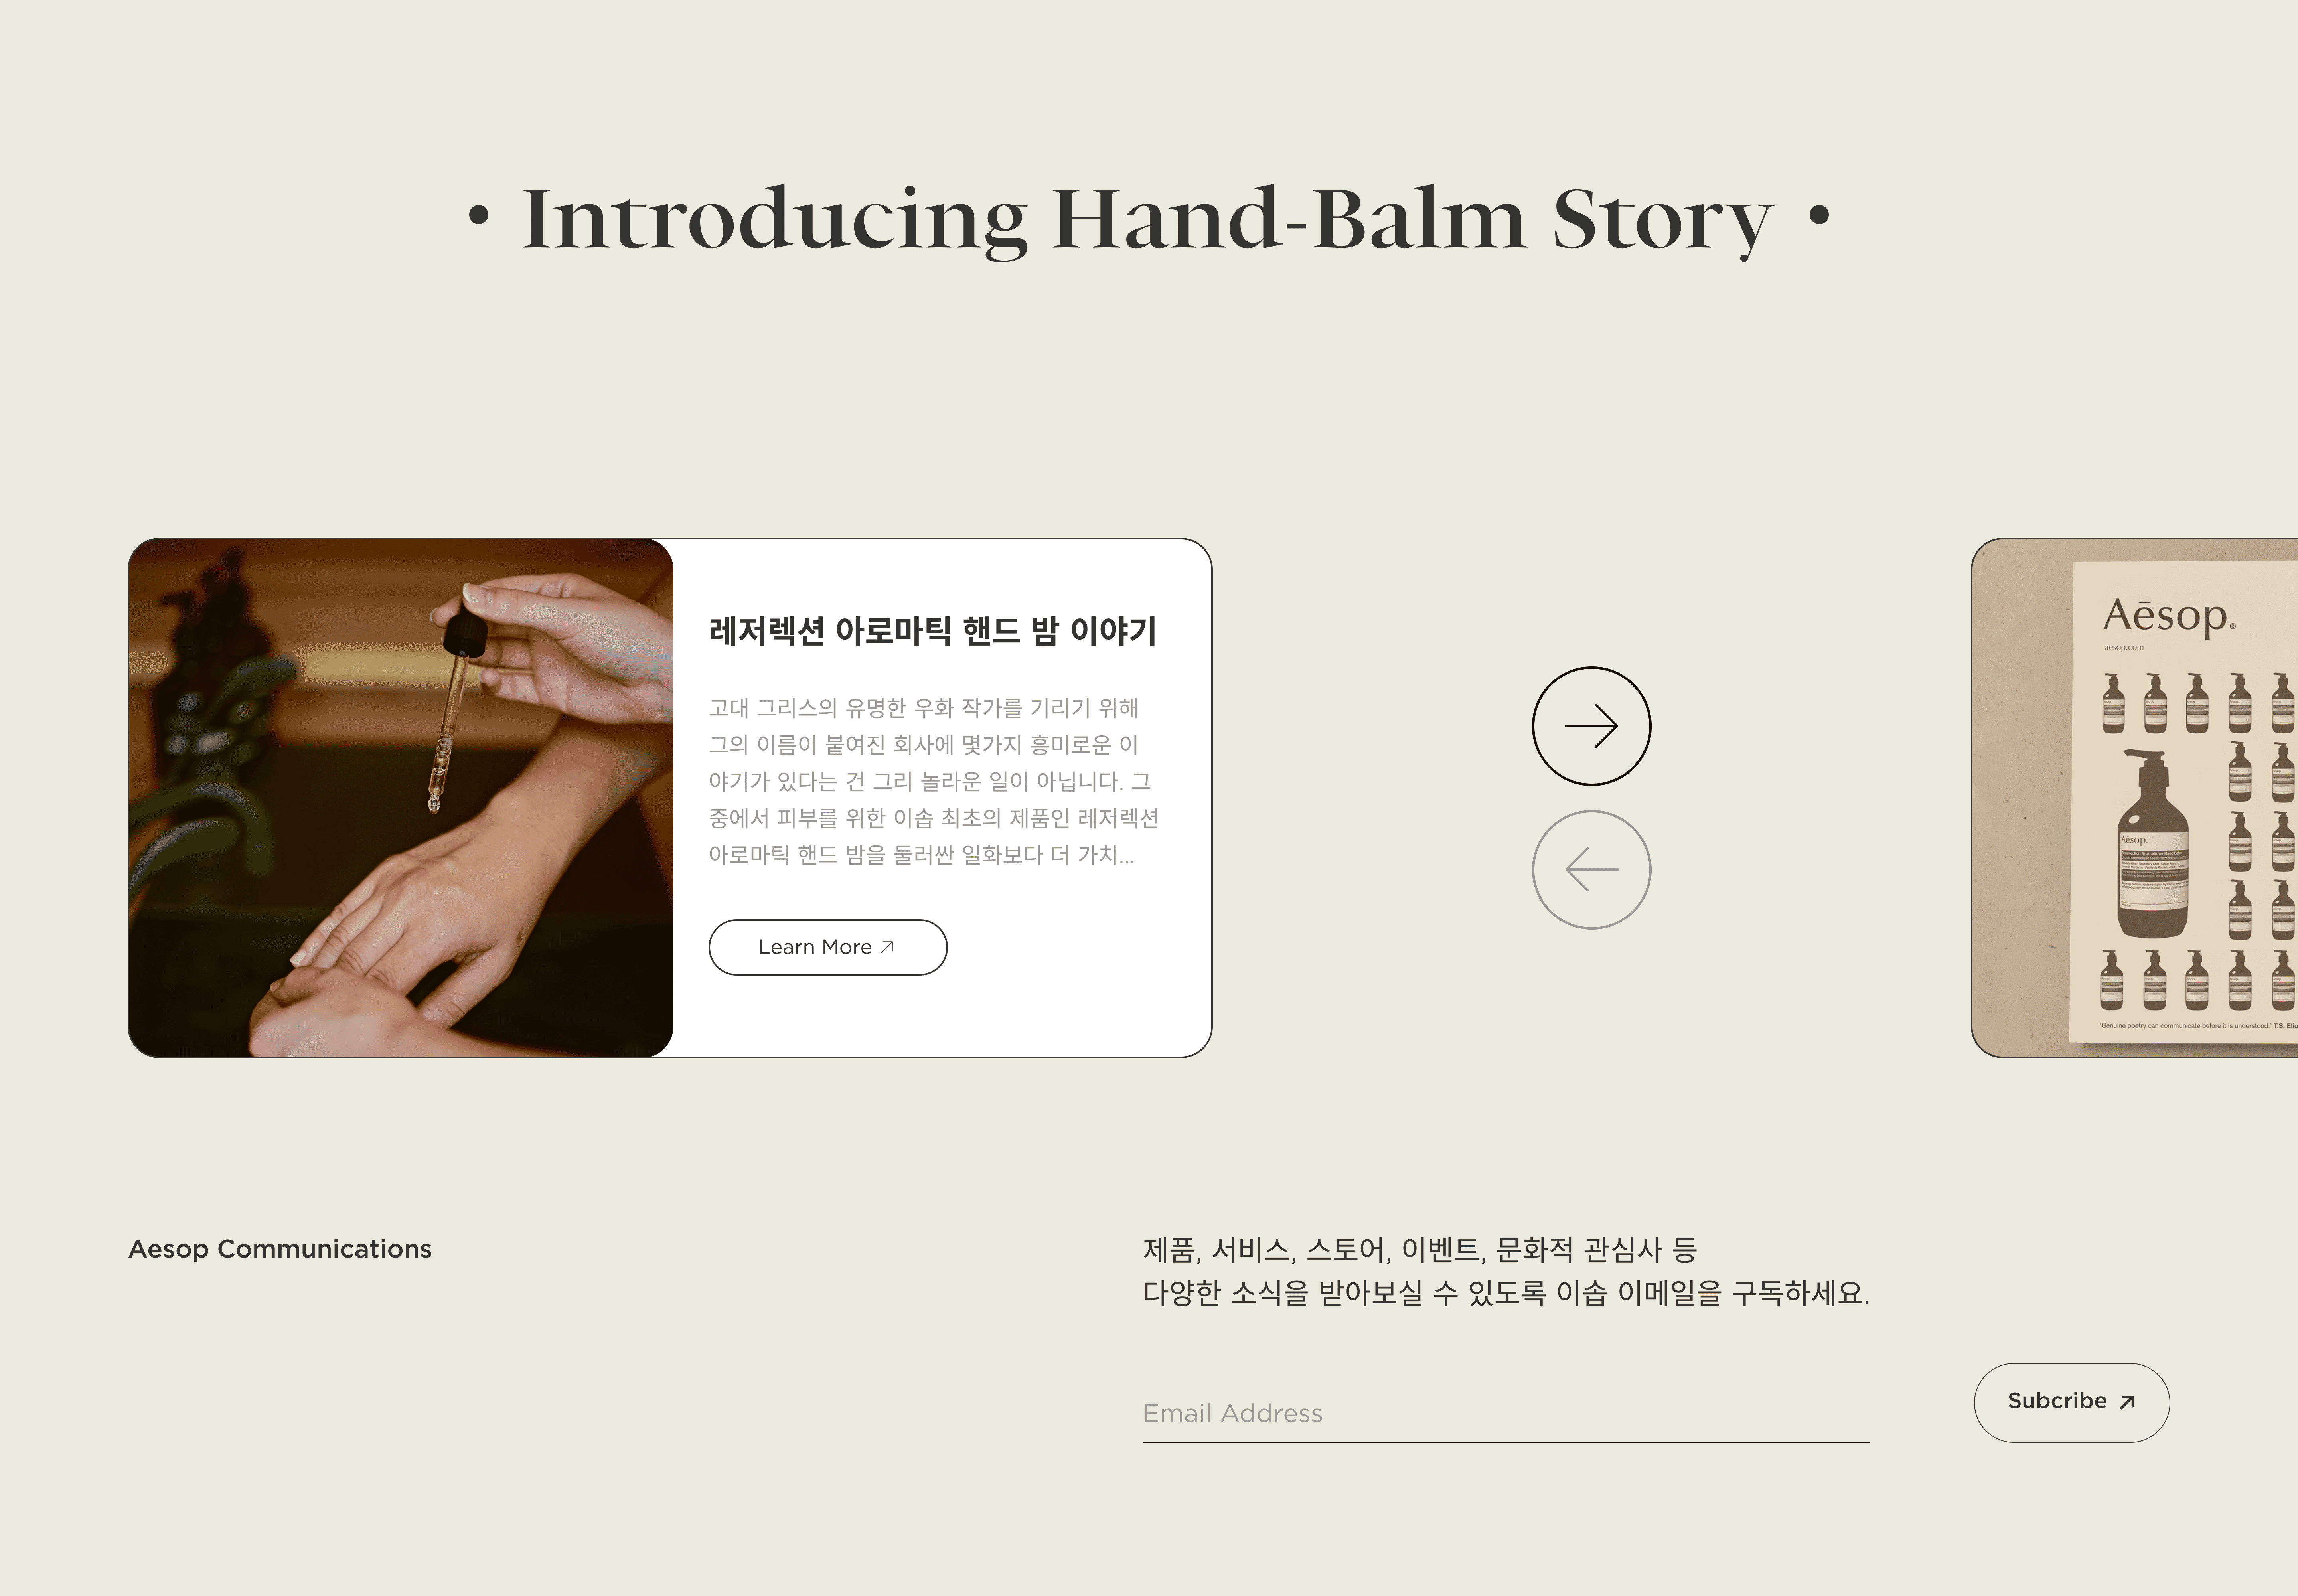 • Introducing Hand-Balm Story •
레저렉션 아로마틱 핸드 밤 이야기
고대 그리스의 유명한 우화 작가를 기리기 위해
그의 이름이 붙여진 회사에 몇가지 흥미로운 이
야기가 있다는 건 그리 놀라운 일이 아닙니다. 그
중에서 피부를 위한 이솝 최초의 제품인 레저렉션
아로마틱 핸드 밤을 둘러싼 일화보다 더 가치...
Learn More
Aēsop®
aesop.com
Aēsop.
'Genuine poetry can communicate before it is understood.' T.S. Elio
Aesop Communications
제품, 서비스, 스토어, 이벤트, 문화적 관심사 등
다양한 소식을 받아보실 수 있도록 이솝 이메일을 구독하세요.
Email Address
Subcribe